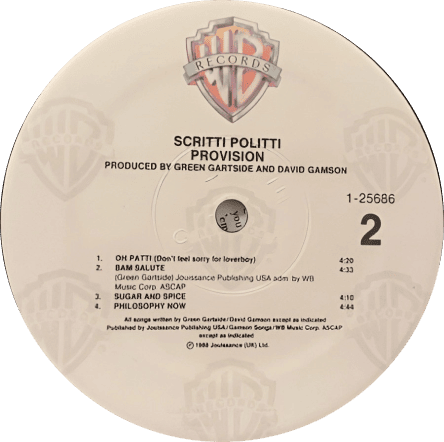 WB
RECORDS
SCRITTI POLITTI
PROVISION
PRODUCED BY GREEN GARTSIDE AND DAVID GAMSON
1-25686
2
1. OH PATTI (Don't feel sorry for loverboy) 4:20
2. BAM SALUTE 4:33
(Green Gartside) Jouissance Publishing USA adm. by WB
Music Corp. ASCAP
3. SUGAR AND SPICE 4:10
4. PHILOSOPHY NOW 4:44
All songs written by Green Gartside/David Gamson except as indicated
Published by Jouissance Publishing USA/Gamson Songs/WB Music Corp. ASCAP
except as indicated
℗ 1988 Jouissance (UK) Ltd.